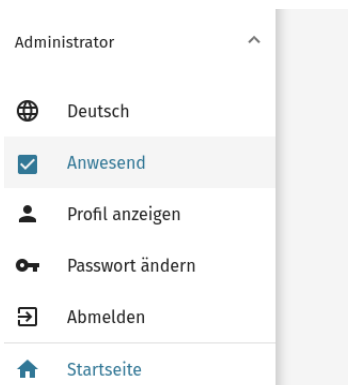 Administrator
Deutsch
Anwesend
Profil anzeigen
Passwort ändern
Abmelden
Startseite